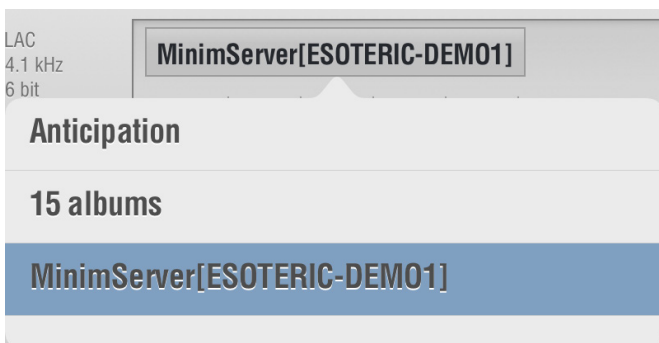 LAC
4.1 kHz
6 bit
MinimServer[ESOTERIC-DEMO1]
Anticipation
15 albums
MinimServer[ESOTERIC-DEMO1]